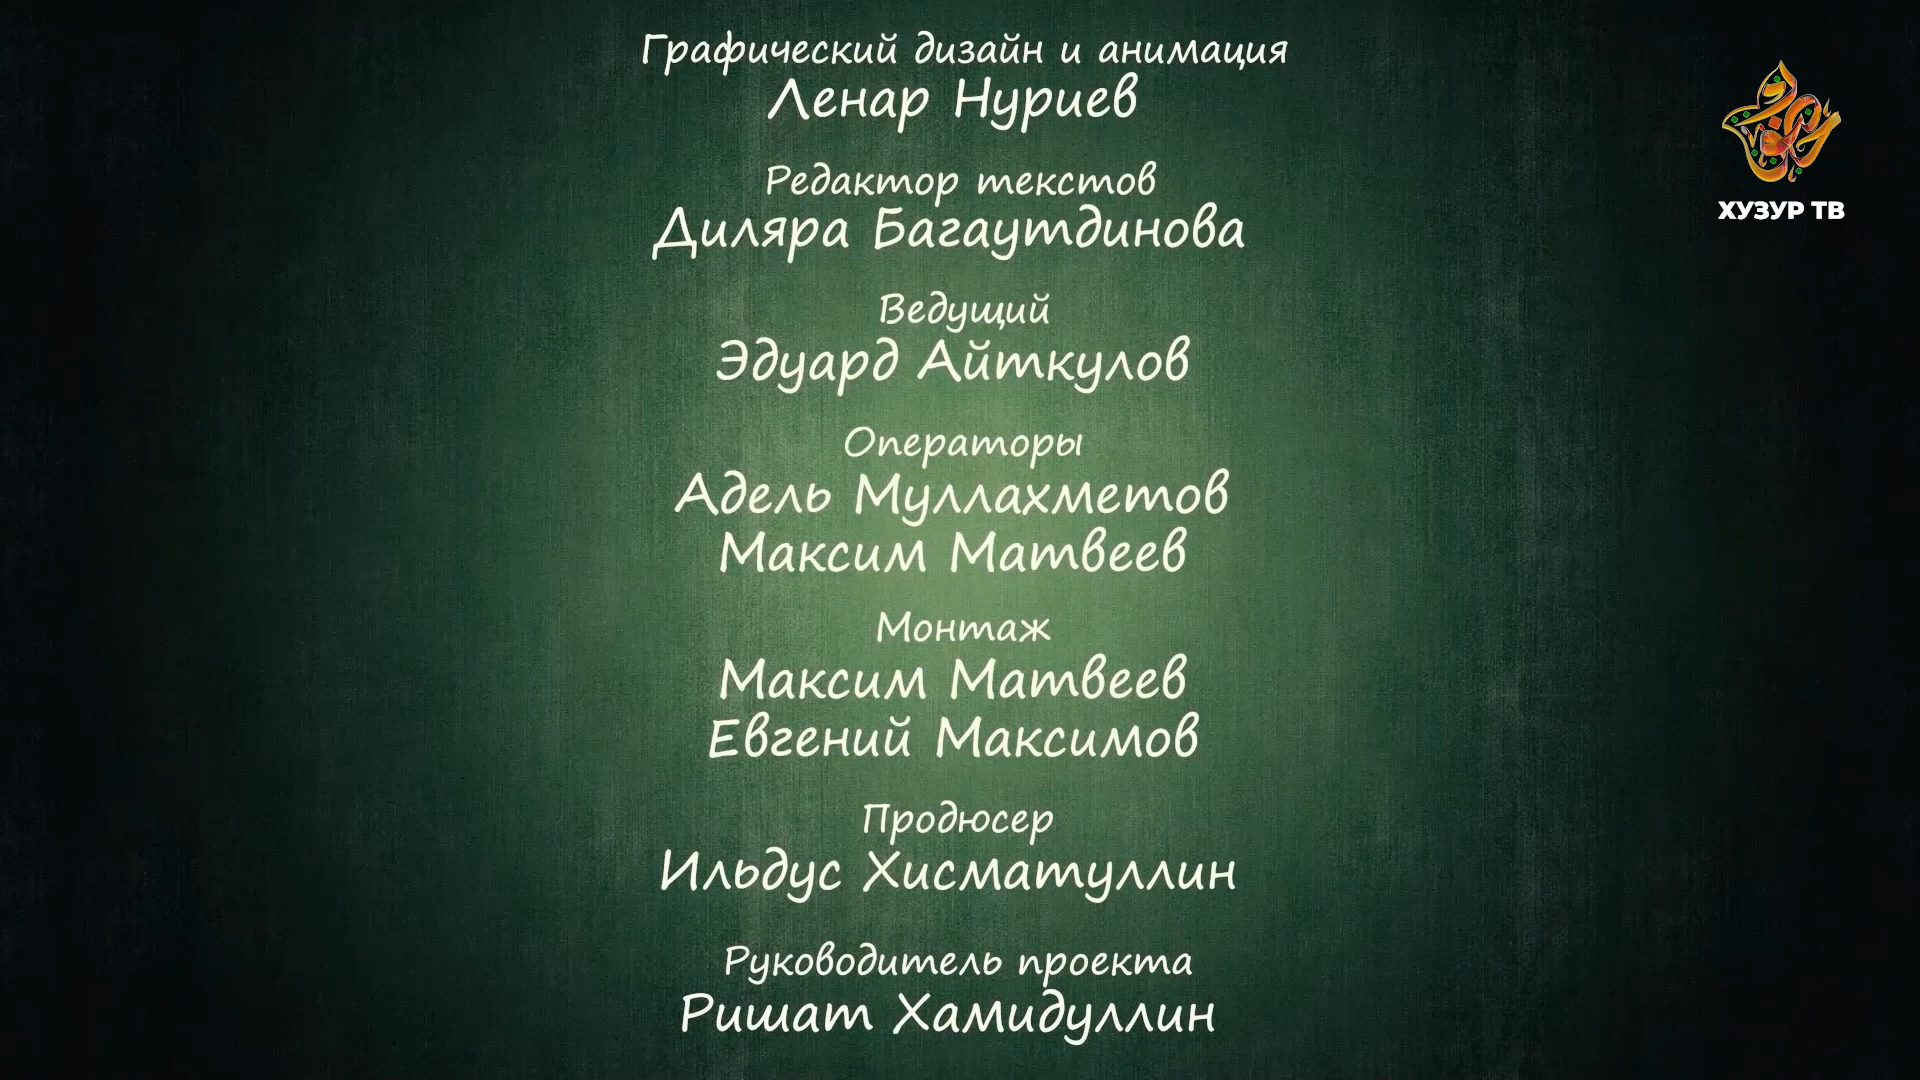 Графический дизайн и анимация
Ленар Нуриев
Редактор текстов
Диляра Багаутдинова
Ведущий
Эдуард Айткулов
Операторы
Адель Муллахметов
Максим Матвеев
Монтаж
Максим Матвеев
Евгений Максимов
Продюсер
Ильдус Хисматуллин
Руководитель проекта
Ришат Хамидуллин
ХУЗУР ТВ